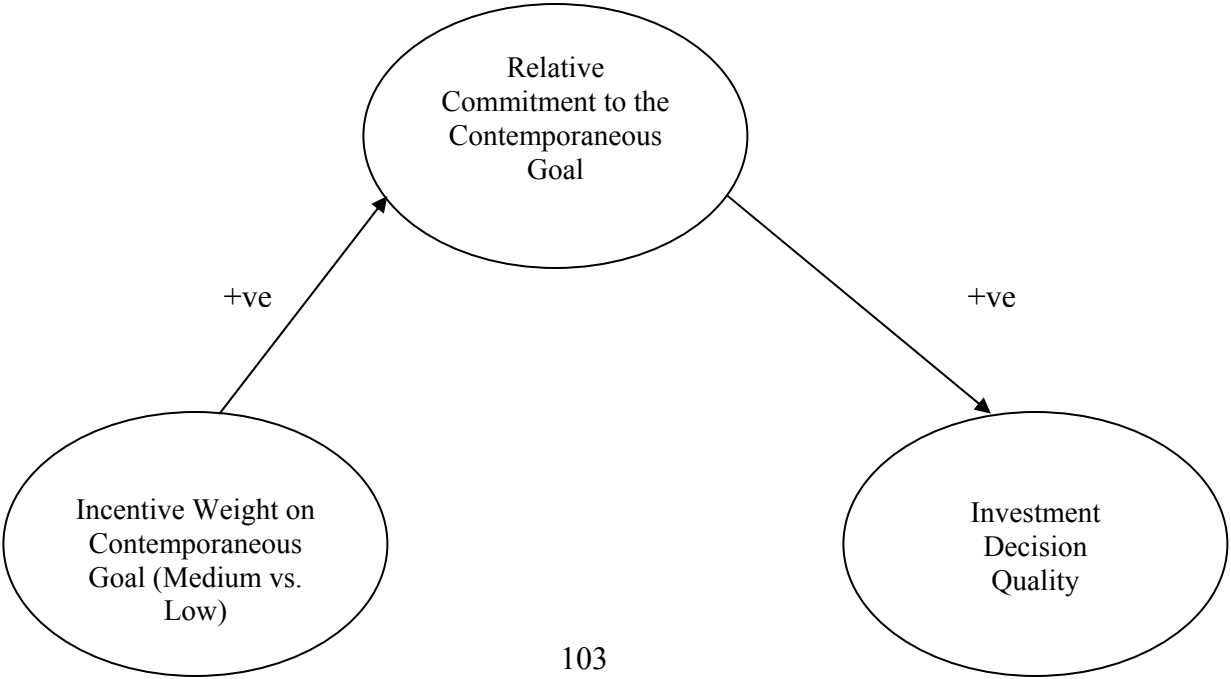 Relative
Commitment to the
Contemporaneous
Goal
+ve
+ve
Incentive Weight on
Contemporaneous
Goal (Medium vs.
Low)
Investment
Decision
Quality
103